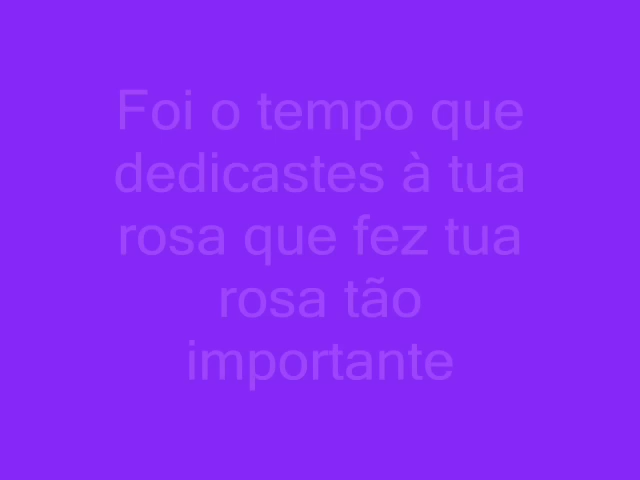 Foi o tempo que
dedicastes à tua
rosa que fez tua
rosa tão
importante